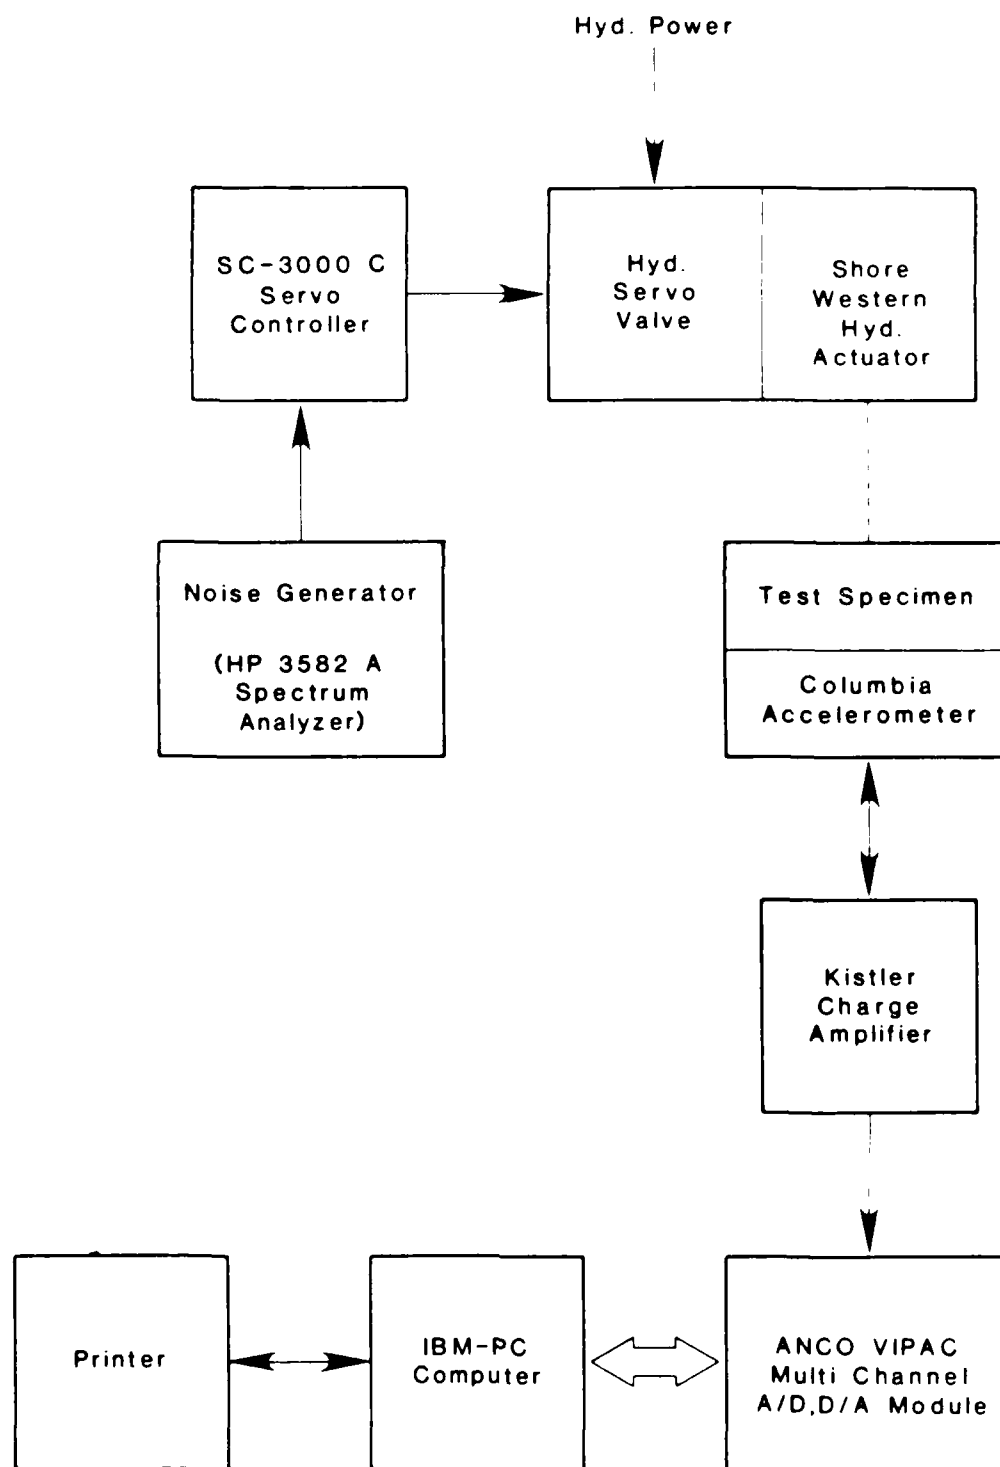 Hyd. Power
SC-3000 C
Servo
Controller
Hyd.
Servo
Valve
Shore
Western
Hyd.
Actuator
Noise Generator
(HP 3582 A
Spectrum
Analyzer)
Test Specimen
Columbia
Accelerometer
Kistler
Charge
Amplifier
Printer
IBM-PC
Computer
ANCO VIPAC
Multi Channel
A/D,D/A Module